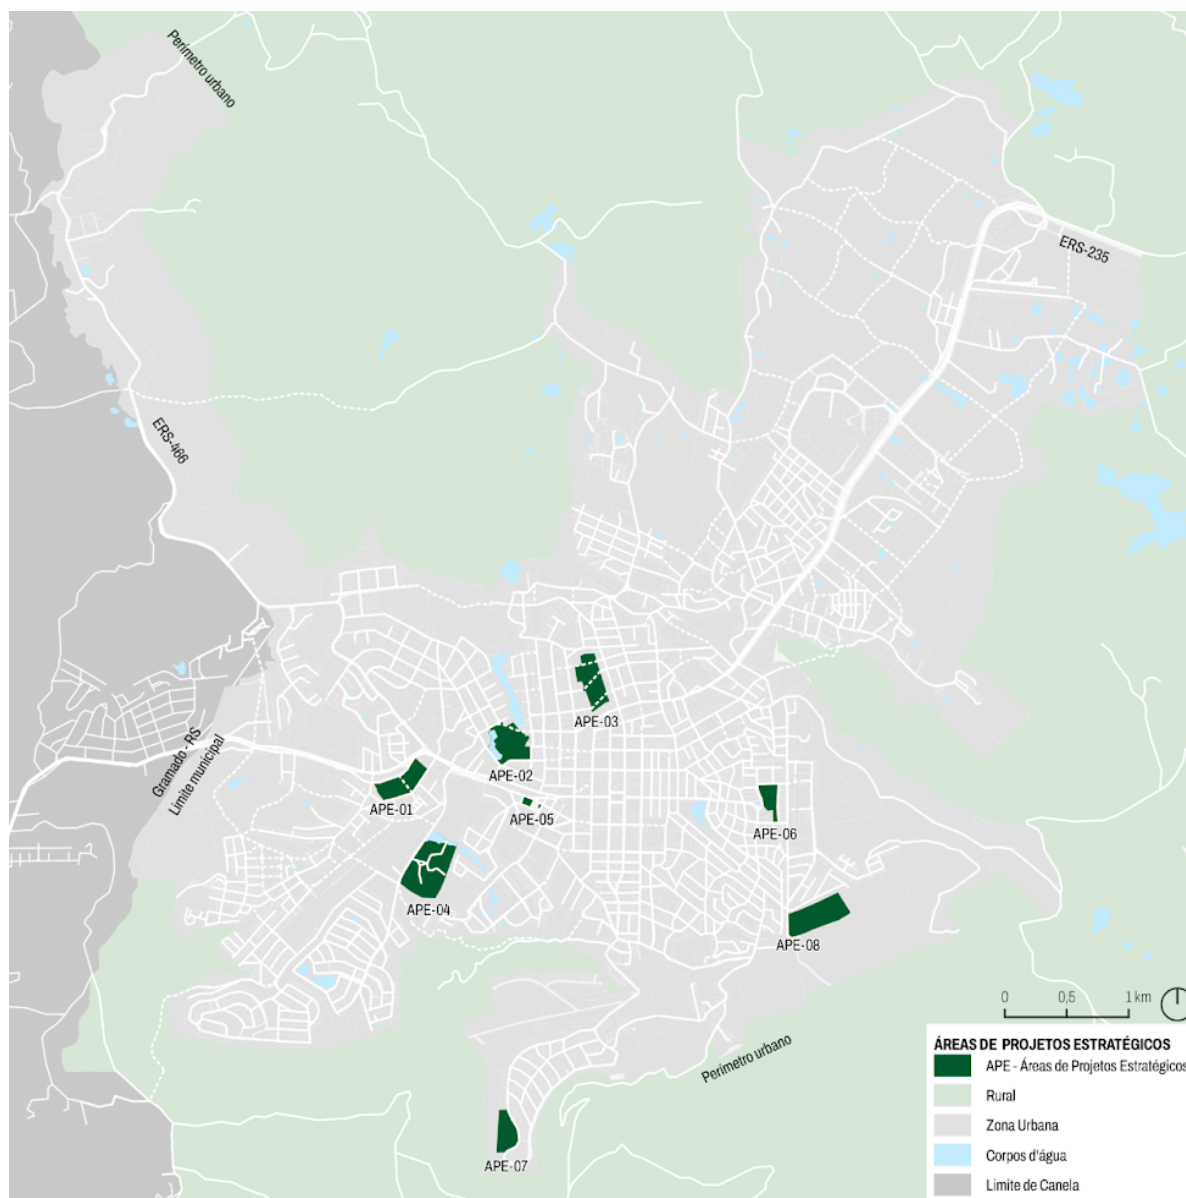 Perímetro urbano
ERS-235
ERS-466
APE-03
Gramado - RS
Limite municipal
APE-02
APE-01
APE-05
APE-06
APE-04
APE-08
0 0,5 1 km
Perímetro urbano
APE-07
ÁREAS DE PROJETOS ESTRATÉGICOS
APE - Áreas de Projetos Estratégicos
Rural
Zona Urbana
Corpos d'água
Limite de Canela